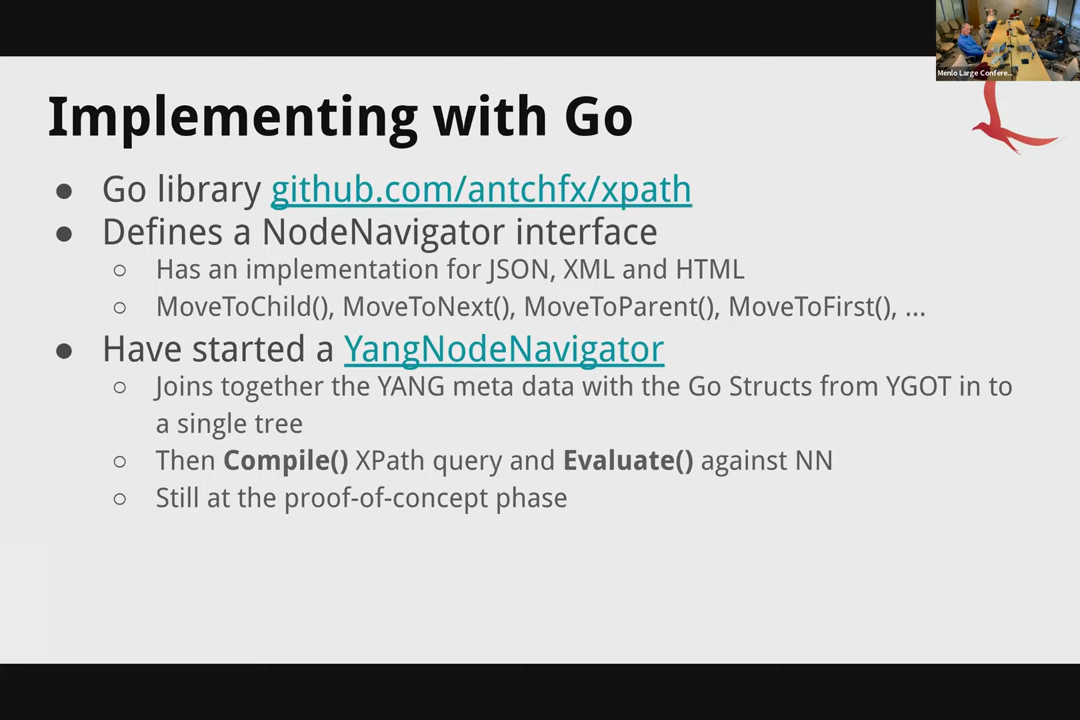 Menlo Large Confere...
Implementing with Go
● Go library github.com/antchfx/xpath
● Defines a NodeNavigator interface
○ Has an implementation for JSON, XML and HTML
○ MoveToChild(), MoveToNext(), MoveToParent(), MoveToFirst(), ...
● Have started a YangNodeNavigator
○ Joins together the YANG meta data with the Go Structs from YGOT in to
a single tree
○ Then Compile() XPath query and Evaluate() against NN
○ Still at the proof-of-concept phase